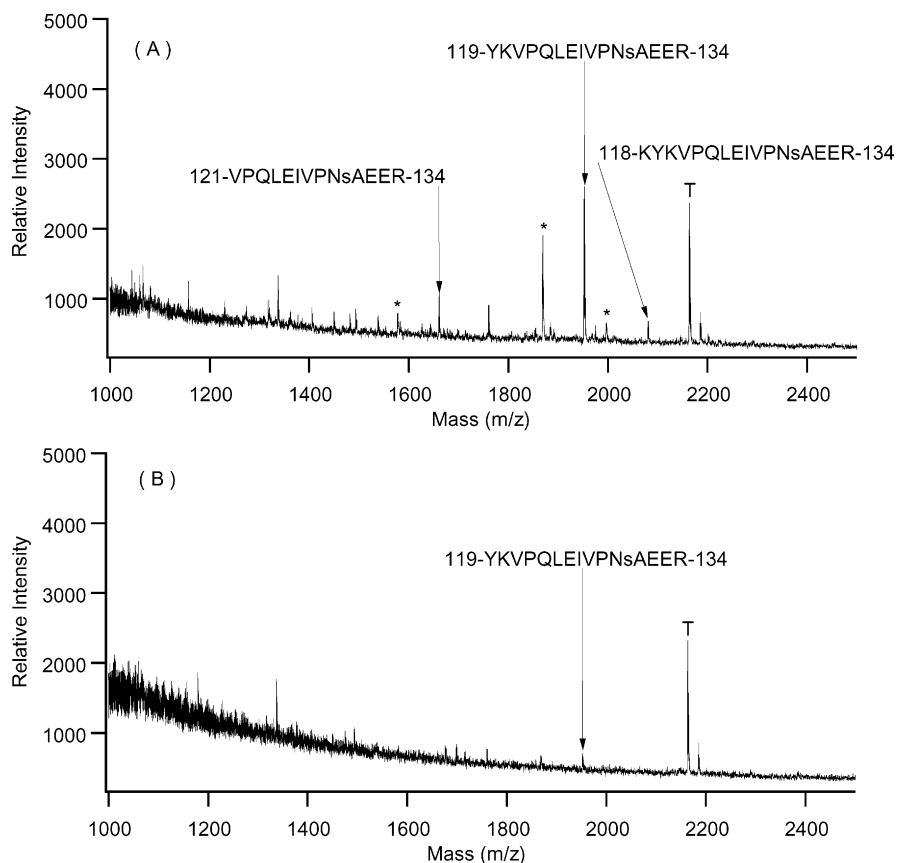 5000
( A )
119-YKVPQLEIVPNsAEER-134
4000
118-KYKVPQLEIVPNsAEER-134
3000
121-VPQLEIVPNsAEER-134
T
Relative Intensity
2000
*
*
*
1000
1000 1200 1400 1600 1800 2000 2200 2400
Mass (m/z)
5000
( B )
4000
119-YKVPQLEIVPNsAEER-134
3000
T
Relative Intensity
2000
1000
1000 1200 1400 1600 1800 2000 2200 2400
Mass (m/z)